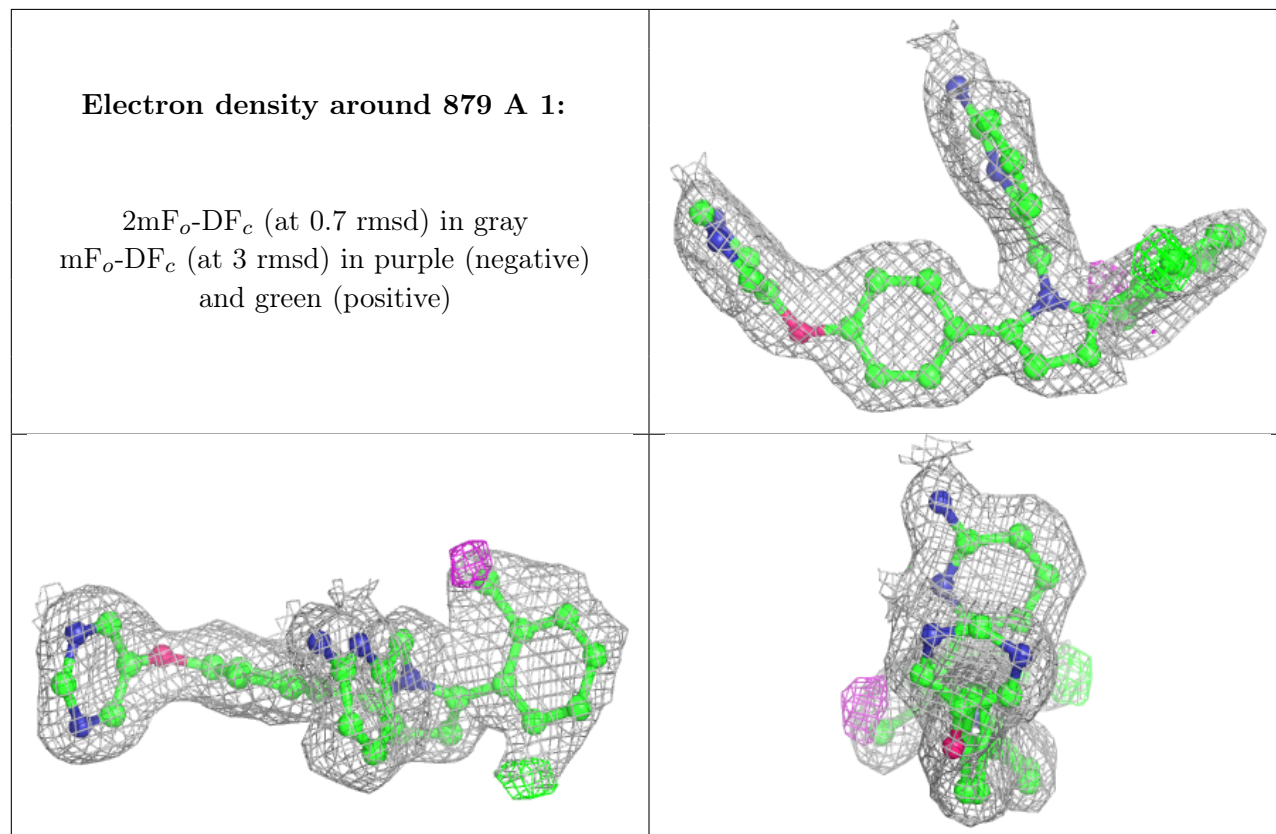 Electron density around 879 A 1:
2mFo-DFc (at 0.7 rmsd) in gray
mFo-DFc (at 3 rmsd) in purple (negative)
and green (positive)